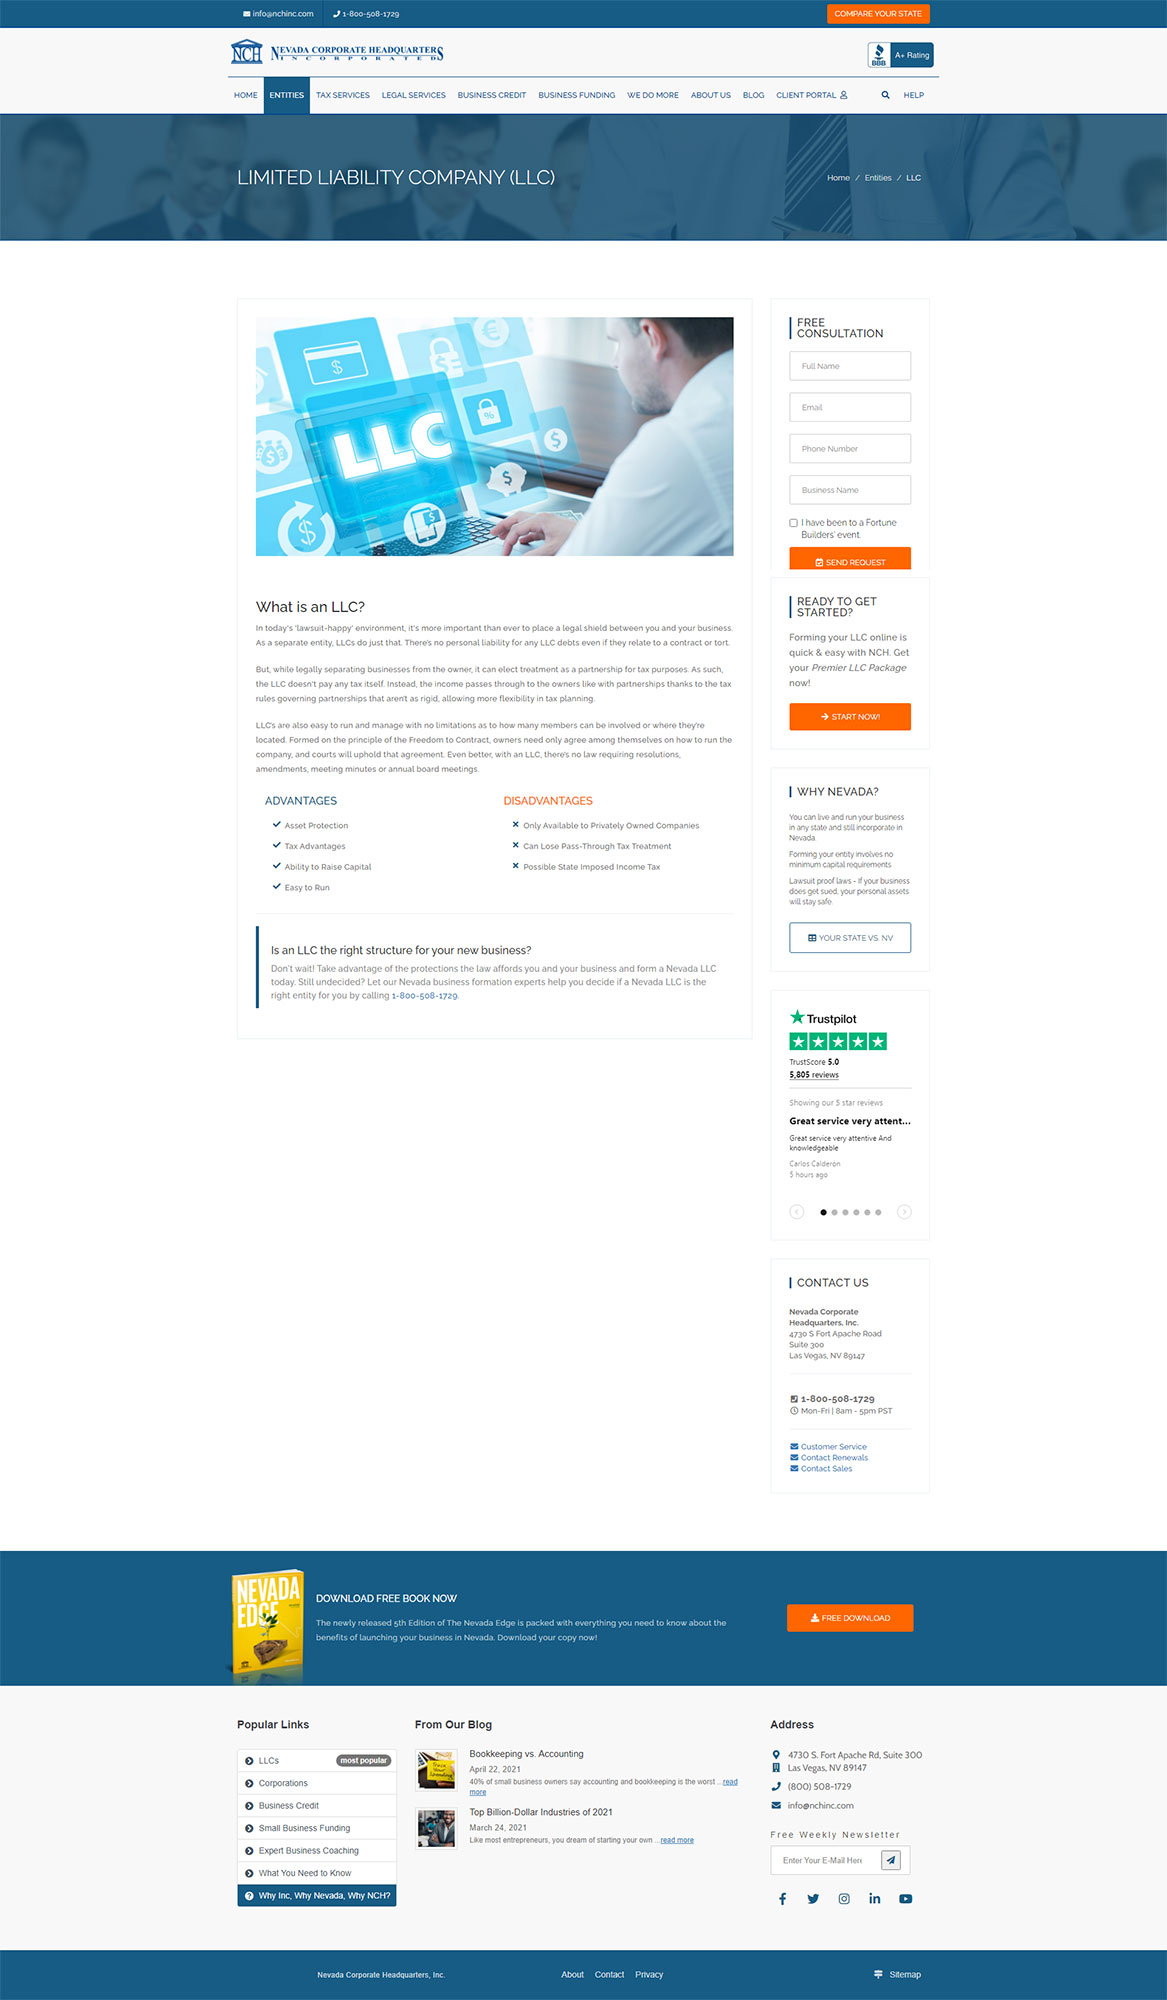 info@nchinc.com 1-800-508-1729 COMPARE YOUR STATE
NCH NEVADA CORPORATE HEADQUARTERS
INCORPORATED
BBB A+ Rating
HOME ENTITIES TAX SERVICES LEGAL SERVICES BUSINESS CREDIT BUSINESS FUNDING WE DO MORE ABOUT US BLOG CLIENT PORTAL HELP
LIMITED LIABILITY COMPANY (LLC)
Home / Entities / LLC
LLC
What is an LLC?
In today's 'lawsuit-happy' environment, it's more important than ever to place a legal shield between you and your business.
As a separate entity, LLCs do just that. There's no personal liability for any LLC debts even if they relate to a contract or tort.
But, while legally separating businesses from the owner, it can elect treatment as a partnership for tax purposes. As such,
the LLC doesn't pay any tax itself. Instead, the income passes through to the owners like with partnerships thanks to the tax
rules governing partnerships that aren't as rigid, allowing more flexibility in tax planning.
LLC's are also easy to run and manage with no limitations as to how many members can be involved or where they're
located. Formed on the principle of the Freedom to Contract, owners need only agree among themselves on how to run the
company, and courts will uphold that agreement. Even better, with an LLC, there's no law requiring resolutions,
amendments, meeting minutes or annual board meetings.
ADVANTAGES
Asset Protection
Tax Advantages
Ability to Raise Capital
Easy to Run
DISADVANTAGES
Only Available to Privately Owned Companies
Can Lose Pass-Through Tax Treatment
Possible State Imposed Income Tax
Is an LLC the right structure for your new business?
Don't wait! Take advantage of the protections the law affords you and your business and form a Nevada LLC
today. Still undecided? Let our Nevada business formation experts help you decide if a Nevada LLC is the
right entity for you by calling 1-800-508-1729.
FREE
CONSULTATION
Full Name
Email
Phone Number
Business Name
I have been to a Fortune
Builders' event.
SEND REQUEST
READY TO GET
STARTED?
Forming your LLC online is
quick & easy with NCH. Get
your Premier LLC Package
now!
START NOW!
WHY NEVADA?
You can live and run your business
in any state and still incorporate in
Nevada.
Forming your entity involves no
minimum capital requirements
Lawsuit proof laws - If your business
does get sued, your personal assets
will stay safe.
YOUR STATE VS. NV
Trustpilot
TrustScore 5.0
5,805 reviews
Showing our 5 star reviews
Great service very attent...
Great service very attentive And
knowledgeable
Carlos Calderón
5 hours ago
CONTACT US
Nevada Corporate
Headquarters, Inc.
4730 S Fort Apache Road
Suite 300
Las Vegas, NV 89147
1-800-508-1729
Mon-Fri | 8am - 5pm PST
Customer Service
Contact Renewals
Contact Sales
NEVADA
EDGE
DOWNLOAD FREE BOOK NOW
The newly released 5th Edition of The Nevada Edge is packed with everything you need to know about the
benefits of launching your business in Nevada. Download your copy now!
FREE DOWNLOAD
Popular Links
LLCs most popular
Corporations
Business Credit
Small Business Funding
Expert Business Coaching
What You Need to Know
Why Inc, Why Nevada, Why NCH?
From Our Blog
Bookkeeping vs. Accounting
April 22, 2021
40% of small business owners say accounting and bookkeeping is the worst ...read
more
Top Billion-Dollar Industries of 2021
March 24, 2021
Like most entrepreneurs, you dream of starting your own ...read more
Address
4730 S. Fort Apache Rd, Suite 300
Las Vegas, NV 89147
(800) 508-1729
info@nchinc.com
Free Weekly Newsletter
Enter Your E-Mail Here
Nevada Corporate Headquarters, Inc. About Contact Privacy Sitemap